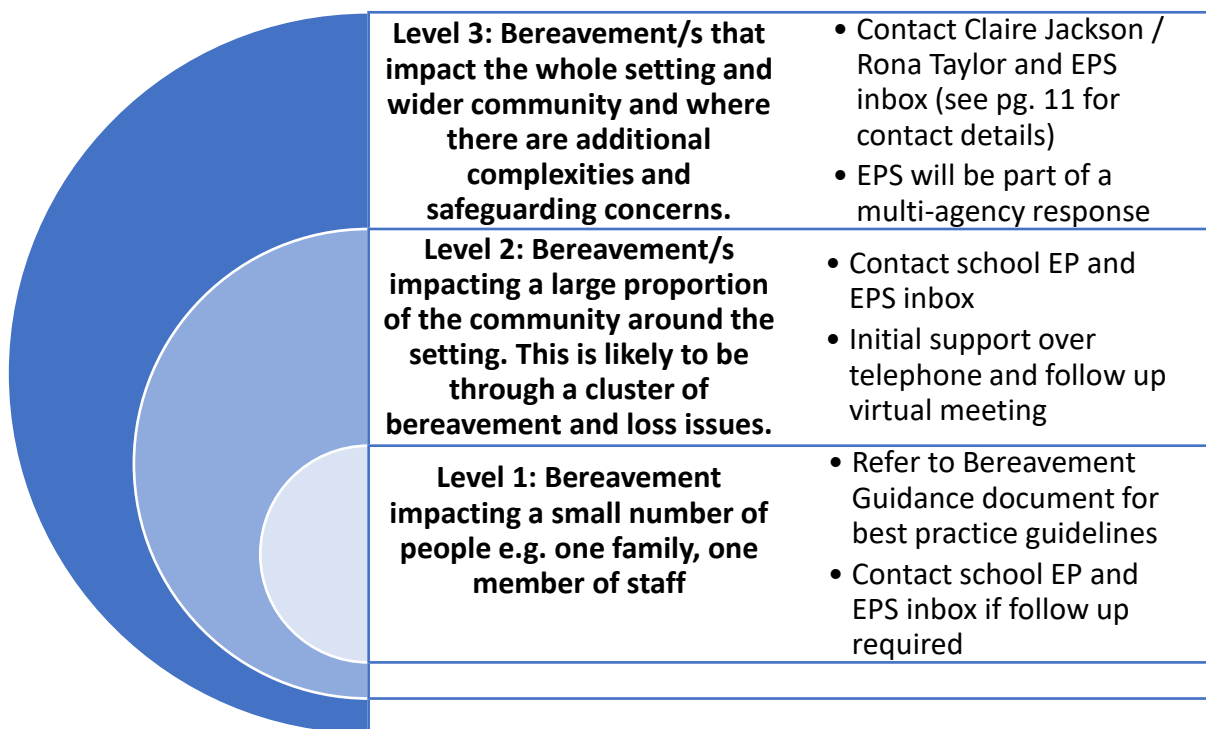 Level 3: Bereavement/s that
impact the whole setting and
wider community and where
there are additional
complexities and
safeguarding concerns.
• Contact Claire Jackson /
Rona Taylor and EPS
inbox (see pg. 11 for
contact details)
• EPS will be part of a
multi-agency response
Level 2: Bereavement/s
impacting a large proportion
of the community around the
setting. This is likely to be
through a cluster of
bereavement and loss issues.
• Contact school EP and
EPS inbox
• Initial support over
telephone and follow up
virtual meeting
Level 1: Bereavement
impacting a small number of
people e.g. one family, one
member of staff
• Refer to Bereavement
Guidance document for
best practice guidelines
• Contact school EP and
EPS inbox if follow up
required